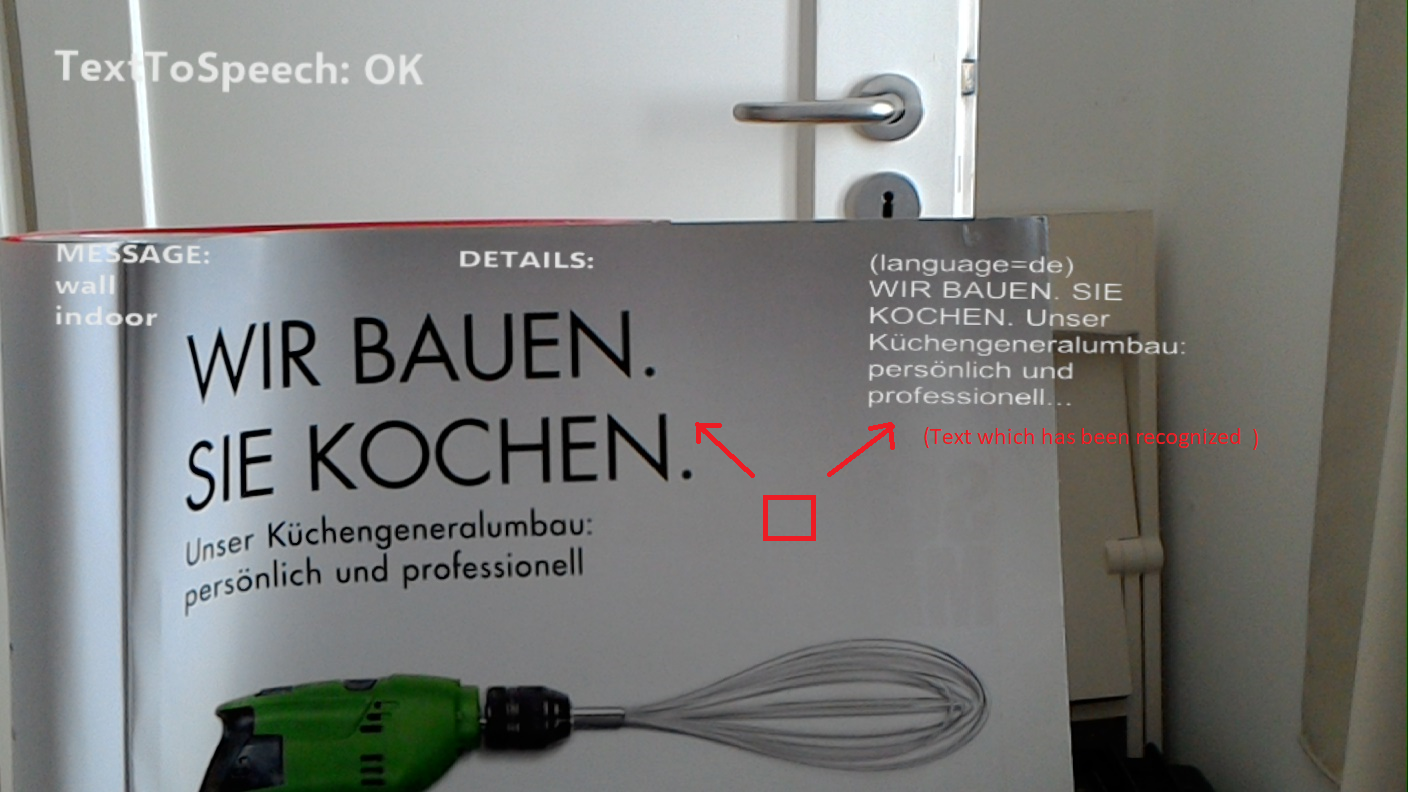 TextToSpeech: OK
MESSAGE:
wall
indoor
DETAILS:
(language=de)
WIR BAUEN. SIE
KOCHEN. Unser
Küchengeneralumbau:
persönlich und
professionell...
(Text which has been recognized )
WIR BAUEN.
SIE KOCHEN.
Unser Küchengeneralumbau:
persönlich und professionell